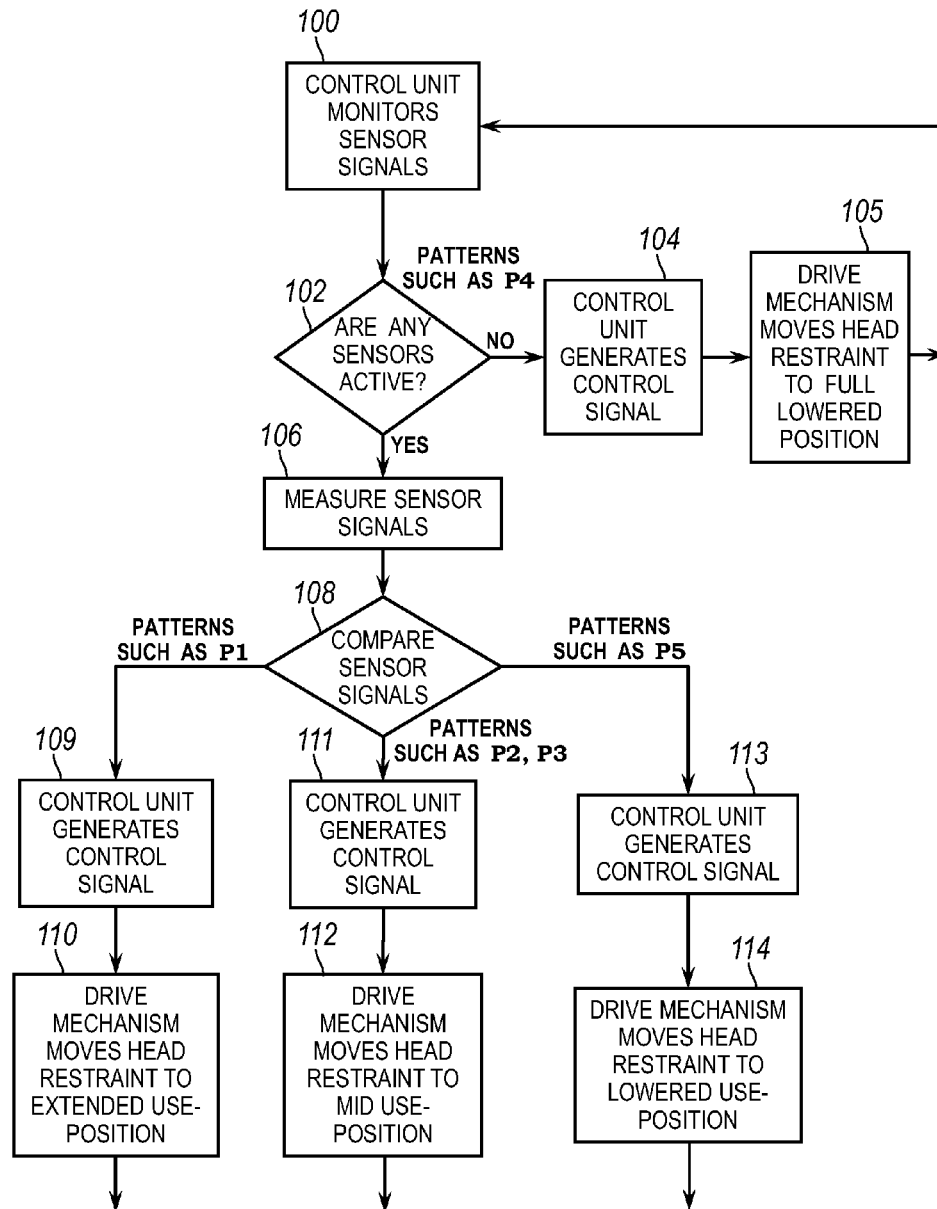 100
CONTROL UNIT
MONITORS
SENSOR
SIGNALS
PATTERNS
SUCH AS P4
102
ARE ANY
SENSORS
ACTIVE?
NO
YES
104
CONTROL
UNIT
GENERATES
CONTROL
SIGNAL
105
DRIVE
MECHANISM
MOVES HEAD
RESTRAINT
TO FULL
LOWERED
POSITION
106
MEASURE SENSOR
SIGNALS
108
COMPARE
SENSOR
SIGNALS
PATTERNS
SUCH AS P1
PATTERNS
SUCH AS P2, P3
PATTERNS
SUCH AS P5
109
CONTROL UNIT
GENERATES
CONTROL
SIGNAL
111
CONTROL UNIT
GENERATES
CONTROL
SIGNAL
113
CONTROL UNIT
GENERATES
CONTROL SIGNAL
110
DRIVE
MECHANISM
MOVES HEAD
RESTRAINT TO
EXTENDED USE-
POSITION
112
DRIVE
MECHANISM
MOVES HEAD
RESTRAINT TO
MID USE-
POSITION
114
DRIVE MECHANISM
MOVES HEAD
RESTRAINT TO
LOWERED USE-
POSITION